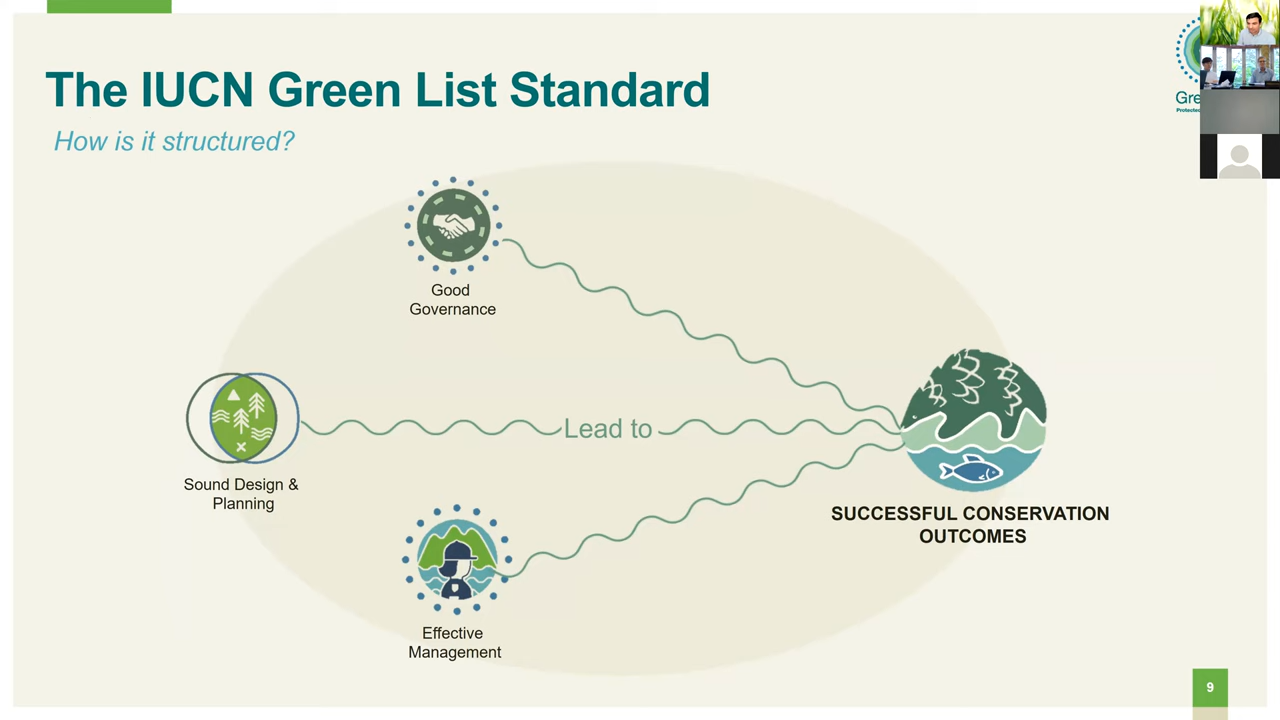 The IUCN Green List Standard
How is it structured?
Good
Governance
Lead to
Sound Design &
Planning
SUCCESSFUL CONSERVATION
OUTCOMES
Effective
Management
9